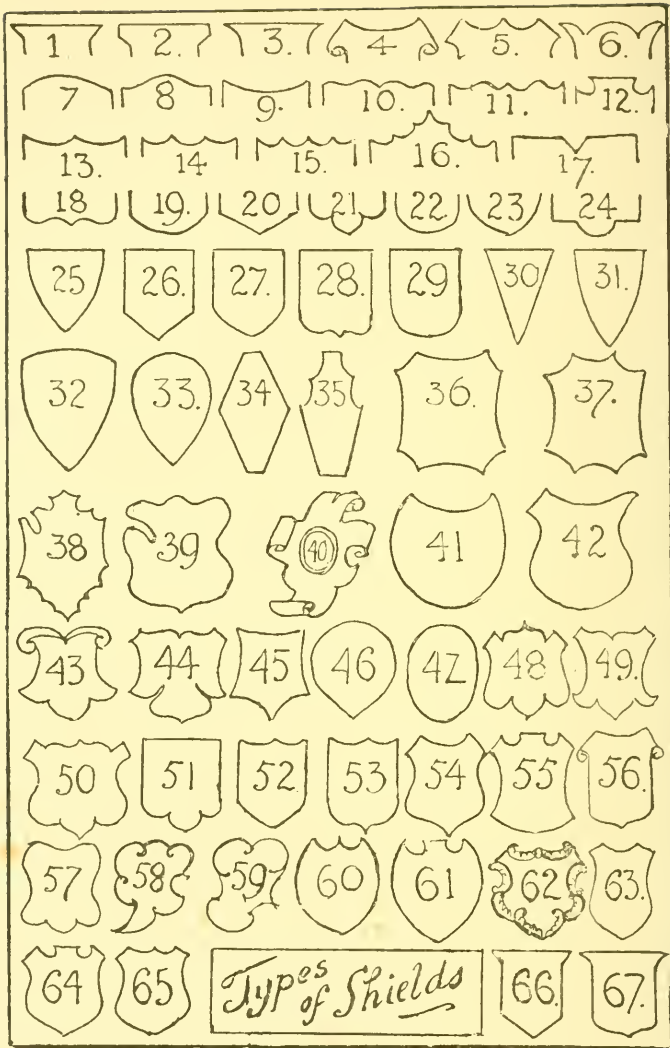 1 2. 3. 4 5. 6.
7 8 9. 10. 11. 12.
13. 14 15. 16. 17.
18 19. 20 21 22 23 24
25 26. 27. 28. 29 30 31.
32 33. 34 35 36. 37.
38 39 40 41 42
43 44 45 46 47 48 49.
50 51 52 53 54 55 56.
57 58 59 60 61 62 63.
64 65 Types of Shields 66. 67.